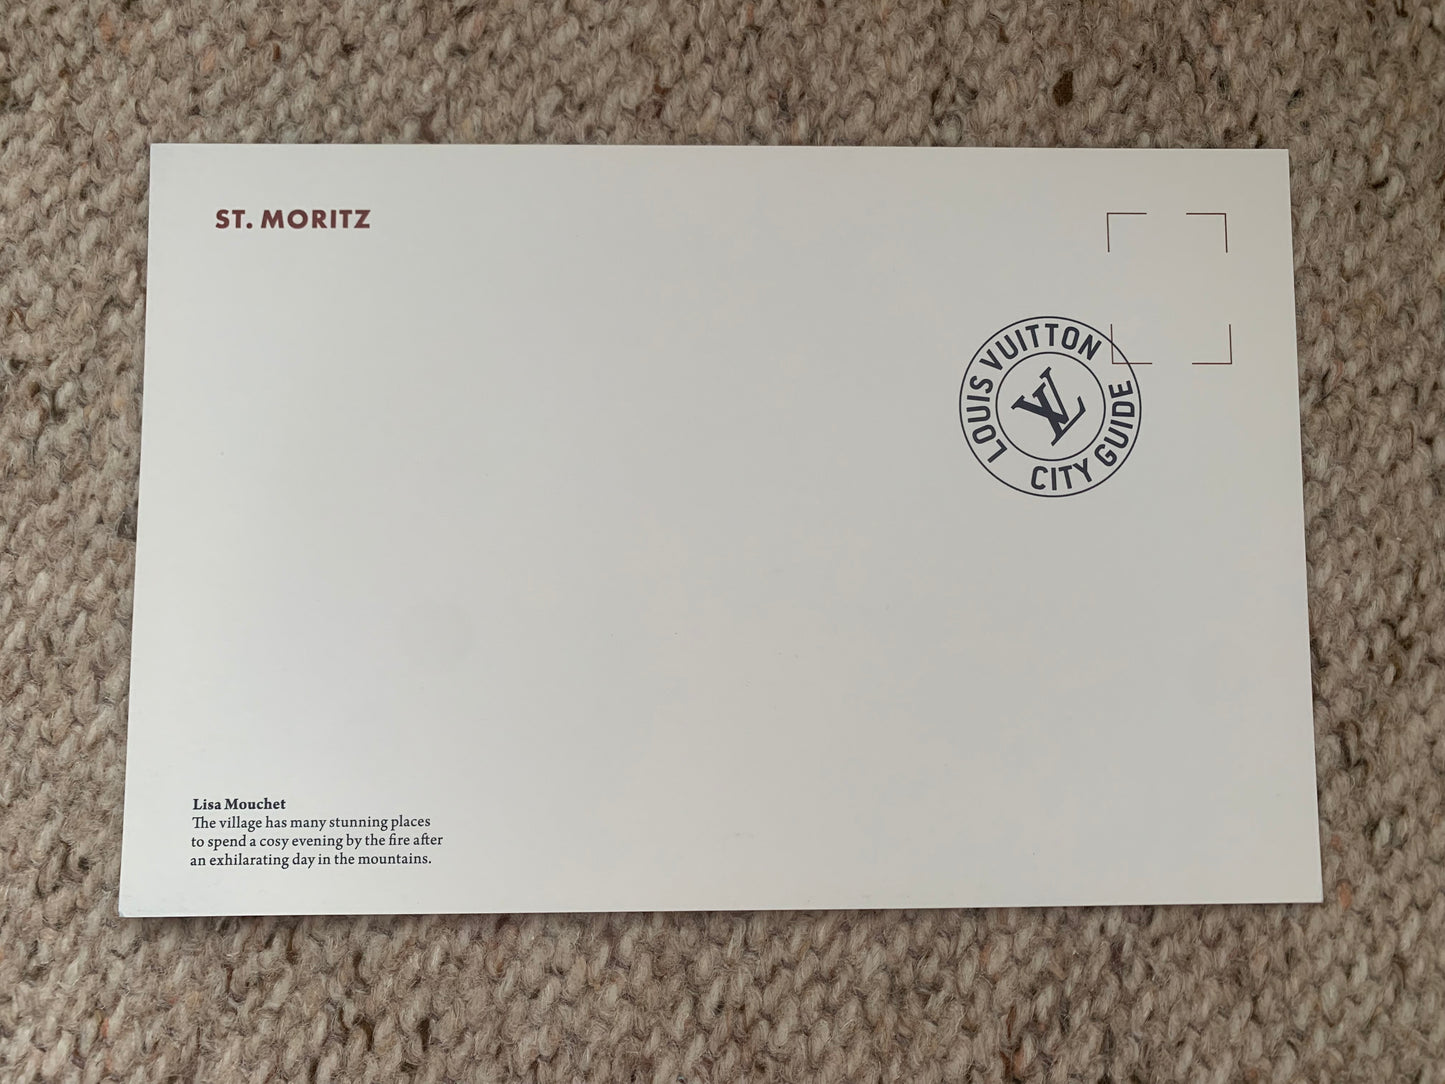 ST. MORITZ
LOUIS VUITTON
LV
CITY GUIDE
Lisa Mouchet
The village has many stunning places
to spend a cosy evening by the fire after
an exhilarating day in the mountains.